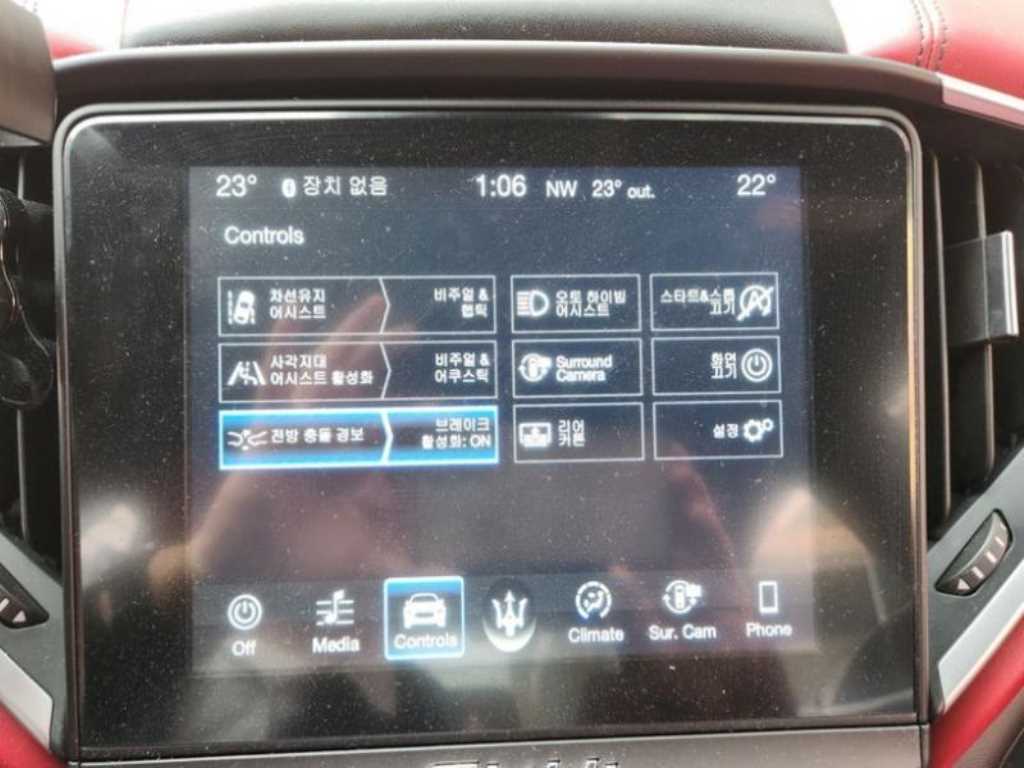 23° 장치 없음 1:06 NW 23° out. 22°
Controls
차선유지
어시스트
비주얼 &
햅틱
오토 하이빔
어시스트
스타트&스톱
끄기
사각지대
어시스트 활성화
비주얼 &
어쿠스틱
Surround
Camera
화면
끄기
전방 충돌 경보
브레이크
활성화: ON
리어
커튼
설정
Off
Media
Controls
Climate
Sur. Cam
Phone